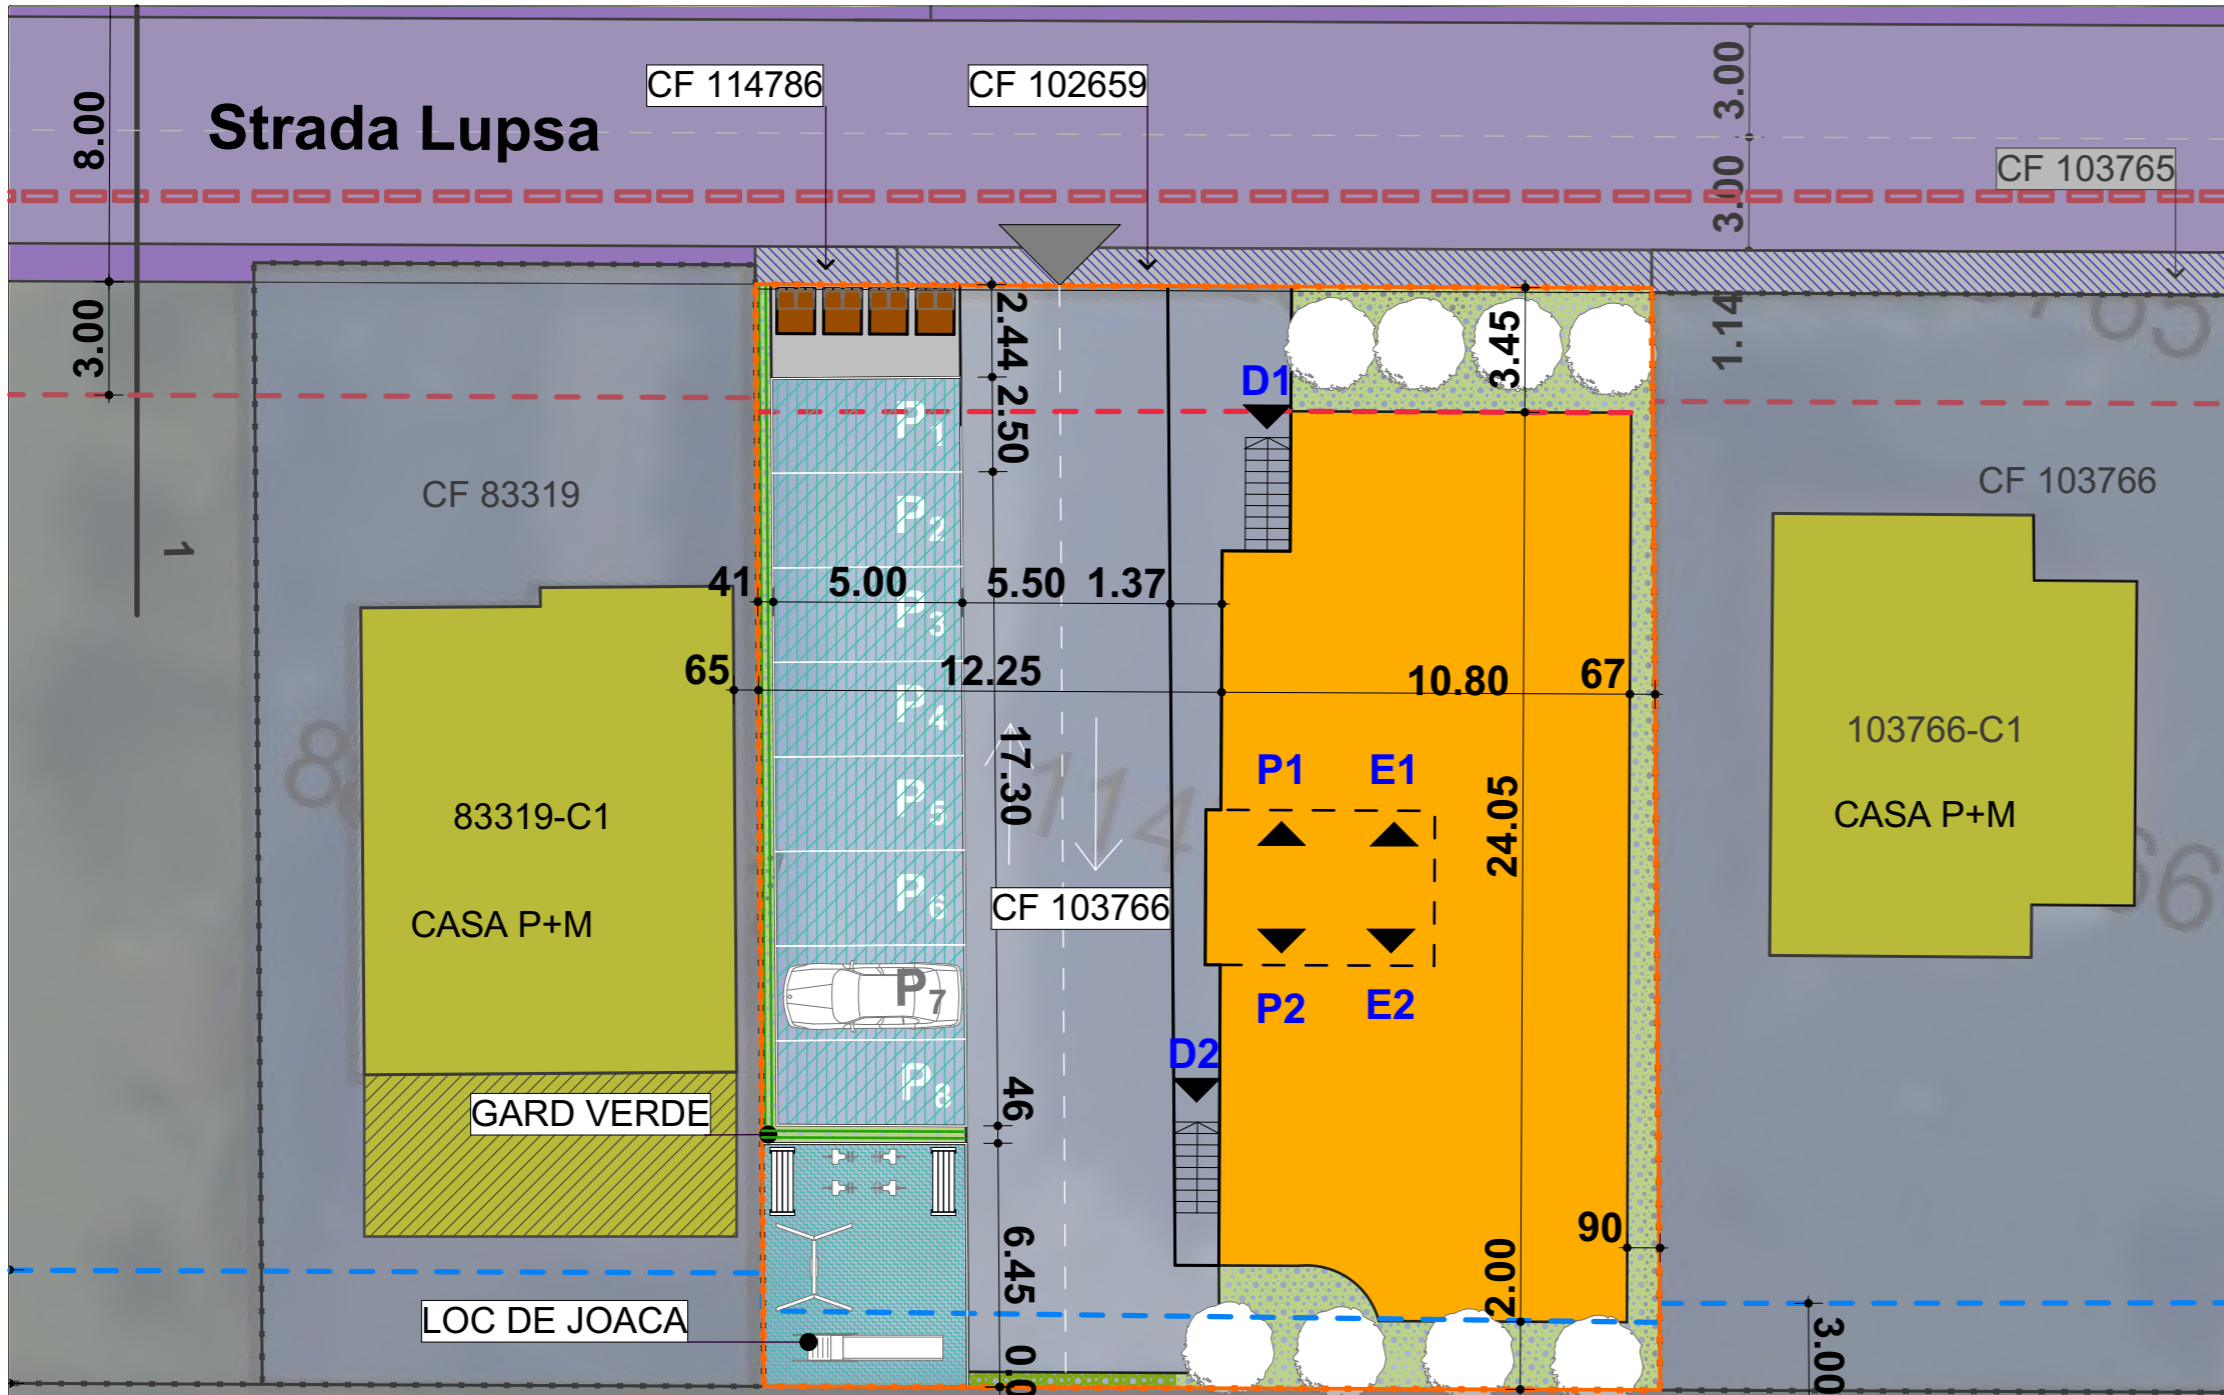 CF 114786
CF 102659
8.00
Strada Lupsa
3.00
3.00
CF 103765
3.00
2.44
2.50
3.45
1.14
D1
P1
CF 83319
CF 103766
1
P2
41
5.00
5.50
1.37
P3
65
12.25
10.80
67
P4
17.30
P1
E1
103766-C1
83319-C1
P5
114
24.05
CASA P+M
CASA P+M
P6
CF 103766
P7
P2
E2
D2
P8
46
GARD VERDE
6.45
90
2.00
LOC DE JOACA
3.00